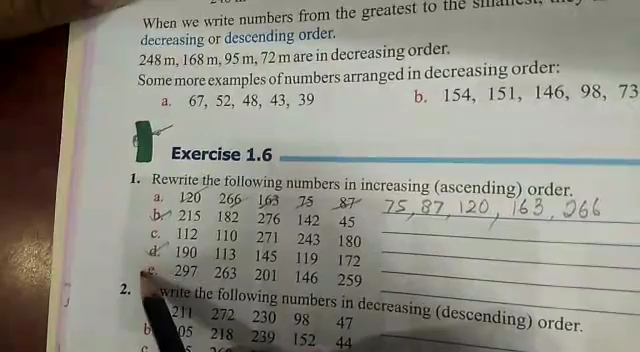 When we write numbers from the greatest to the smallest, they
decreasing or descending order.
248 m, 168 m, 95 m, 72 m are in decreasing order.
Some more examples of numbers arranged in decreasing order:
a. 67, 52, 48, 43, 39 b. 154, 151, 146, 98, 73
Exercise 1.6
1. Rewrite the following numbers in increasing (ascending) order.
a. 120 266 163 75 87 75, 87, 120, 163, 266
b. 215 182 276 142 45
c. 112 110 271 243 180
d. 190 113 145 119 172
e. 297 263 201 146 259
2. write the following numbers in decreasing (descending) order.
211 272 230 98 47
b 05 218 239 152 44
c